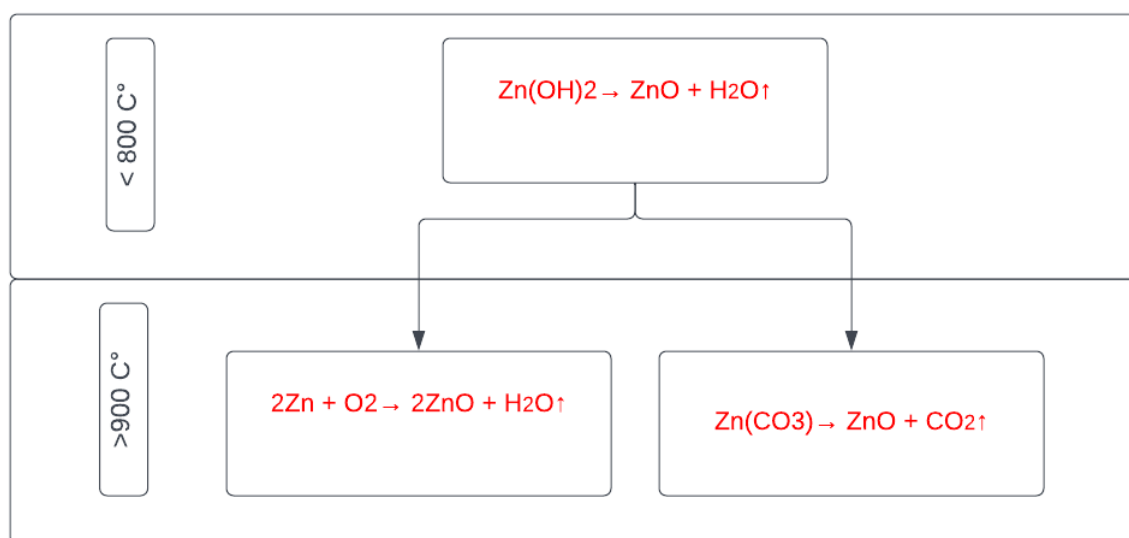 < 800 C°
Zn(OH)2→ ZnO + H2O↑
>900 C°
2Zn + O2→ 2ZnO + H2O↑
Zn(CO3)→ ZnO + CO2↑